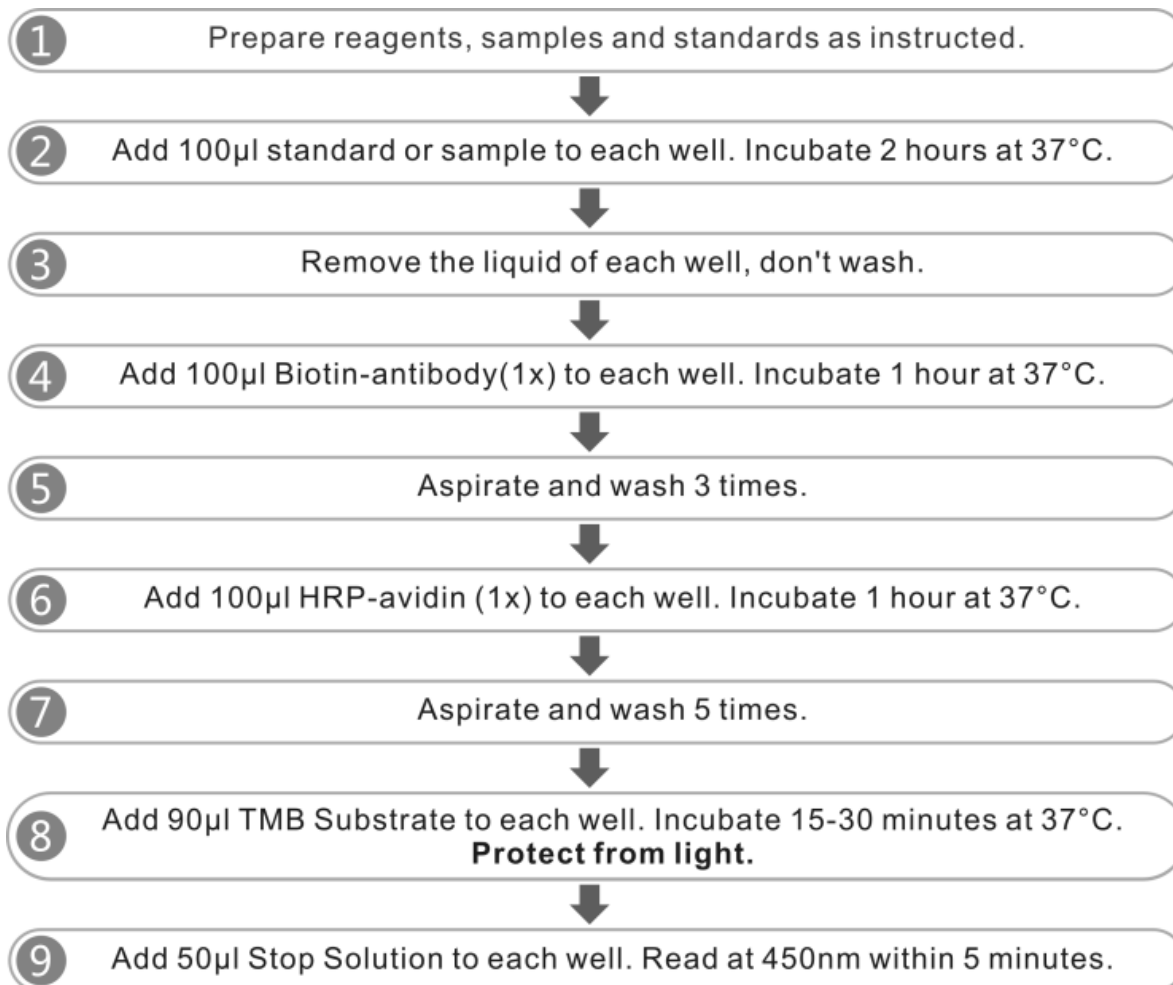 1 Prepare reagents, samples and standards as instructed.
2 Add 100μl standard or sample to each well. Incubate 2 hours at 37°C.
3 Remove the liquid of each well, don't wash.
4 Add 100μl Biotin-antibody(1x) to each well. Incubate 1 hour at 37°C.
5 Aspirate and wash 3 times.
6 Add 100μl HRP-avidin (1x) to each well. Incubate 1 hour at 37°C.
7 Aspirate and wash 5 times.
8 Add 90μl TMB Substrate to each well. Incubate 15-30 minutes at 37°C.
Protect from light.
9 Add 50μl Stop Solution to each well. Read at 450nm within 5 minutes.